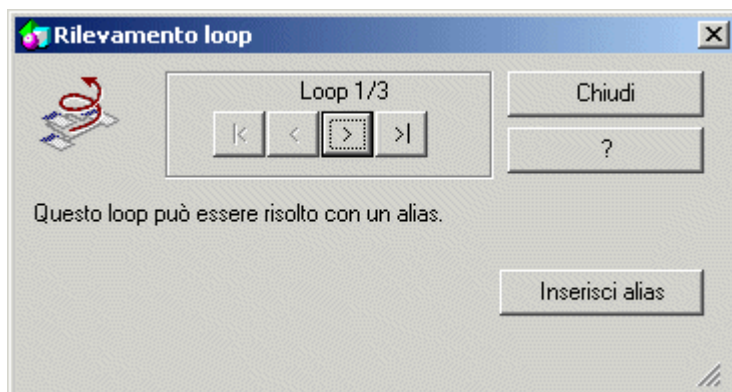 Rilevamento loop
Loop 1/3
|< < > >|
Chiudi
?
Questo loop può essere risolto con un alias.
Inserisci alias